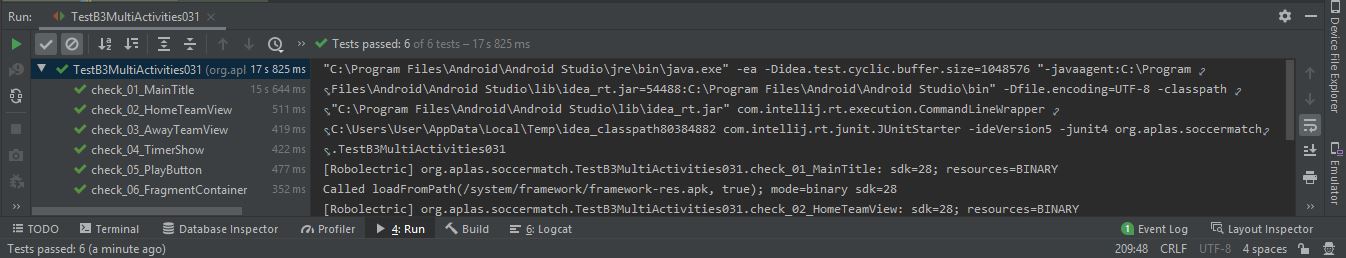 Run: TestB3MultiActivities031
Tests passed: 6 of 6 tests – 17 s 825 ms
TestB3MultiActivities031 (org.apl 17 s 825 ms
check_01_MainTitle 15 s 644 ms
check_02_HomeTeamView 511 ms
check_03_AwayTeamView 419 ms
check_04_TimerShow 422 ms
check_05_PlayButton 477 ms
check_06_FragmentContainer 352 ms
"C:\Program Files\Android\Android Studio\jre\bin\java.exe" -ea -Didea.test.cyclic.buffer.size=1048576 "-javaagent:C:\Program
Files\Android\Android Studio\lib\idea_rt.jar=54488:C:\Program Files\Android\Android Studio\bin" -Dfile.encoding=UTF-8 -classpath
"C:\Program Files\Android\Android Studio\lib\idea_rt.jar" com.intellij.rt.execution.CommandLineWrapper
C:\Users\User\AppData\Local\Temp\idea_classpath80384882 com.intellij.rt.junit.JUnitStarter -ideVersion5 -junit4 org.aplas.soccermatch
.TestB3MultiActivities031
[Robolectric] org.aplas.soccermatch.TestB3MultiActivities031.check_01_MainTitle: sdk=28; resources=BINARY
Called loadFromPath(/system/framework/framework-res.apk, true); mode=binary sdk=28
[Robolectric] org.aplas.soccermatch.TestB3MultiActivities031.check_02_HomeTeamView: sdk=28; resources=BINARY
Device File Explorer
Emulator
TODO Terminal Database Inspector Profiler 4: Run Build 6: Logcat 1 Event Log Layout Inspector
Tests passed: 6 (a minute ago) 209:48 CRLF UTF-8 4 spaces